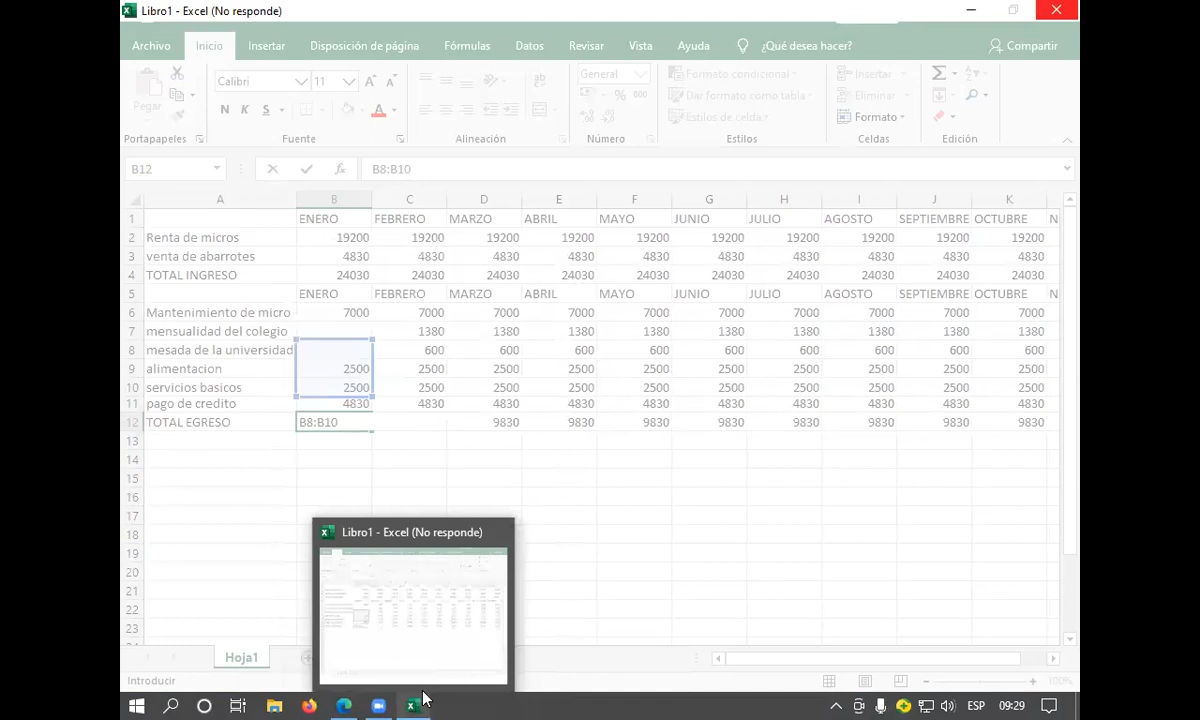 Libro1 - Excel (No responde)
Archivo Inicio Insertar Disposición de página Fórmulas Datos Revisar Vista Ayuda ¿Qué desea hacer? Compartir
Pegar Calibri 11 General Formato condicional Insertar
Dar formato como tabla Eliminar
N K S A % 000 Estilos de celda Formato
Portapapeles Fuente Alineación Número Estilos Celdas Edición
B12 fx B8:B10
A B C D E F G H I J K
1 ENERO FEBRERO MARZO ABRIL MAYO JUNIO JULIO AGOSTO SEPTIEMBRE OCTUBRE N
2 Renta de micros 19200 19200 19200 19200 19200 19200 19200 19200 19200 19200
3 venta de abarrotes 4830 4830 4830 4830 4830 4830 4830 4830 4830 4830
4 TOTAL INGRESO 24030 24030 24030 24030 24030 24030 24030 24030 24030 24030
5 ENERO FEBRERO MARZO ABRIL MAYO JUNIO JULIO AGOSTO SEPTIEMBRE OCTUBRE N
6 Mantenimiento de micro 7000 7000 7000 7000 7000 7000 7000 7000 7000 7000
7 mensualidad del colegio 1380 1380 1380 1380 1380 1380 1380 1380 1380
8 mesada de la universidad 600 600 600 600 600 600 600 600 600
9 alimentacion 2500 2500 2500 2500 2500 2500 2500 2500 2500 2500
10 servicios basicos 2500 2500 2500 2500 2500 2500 2500 2500 2500 2500
11 pago de credito 4830 4830 4830 4830 4830 4830 4830 4830 4830 4830
12 TOTAL EGRESO B8:B10 9830 9830 9830 9830 9830 9830 9830 9830
13
14
15
16
17
18
19
20
21
22
23
Libro1 - Excel (No responde)
Hoja1
Introducir 100%
ESP 09:29